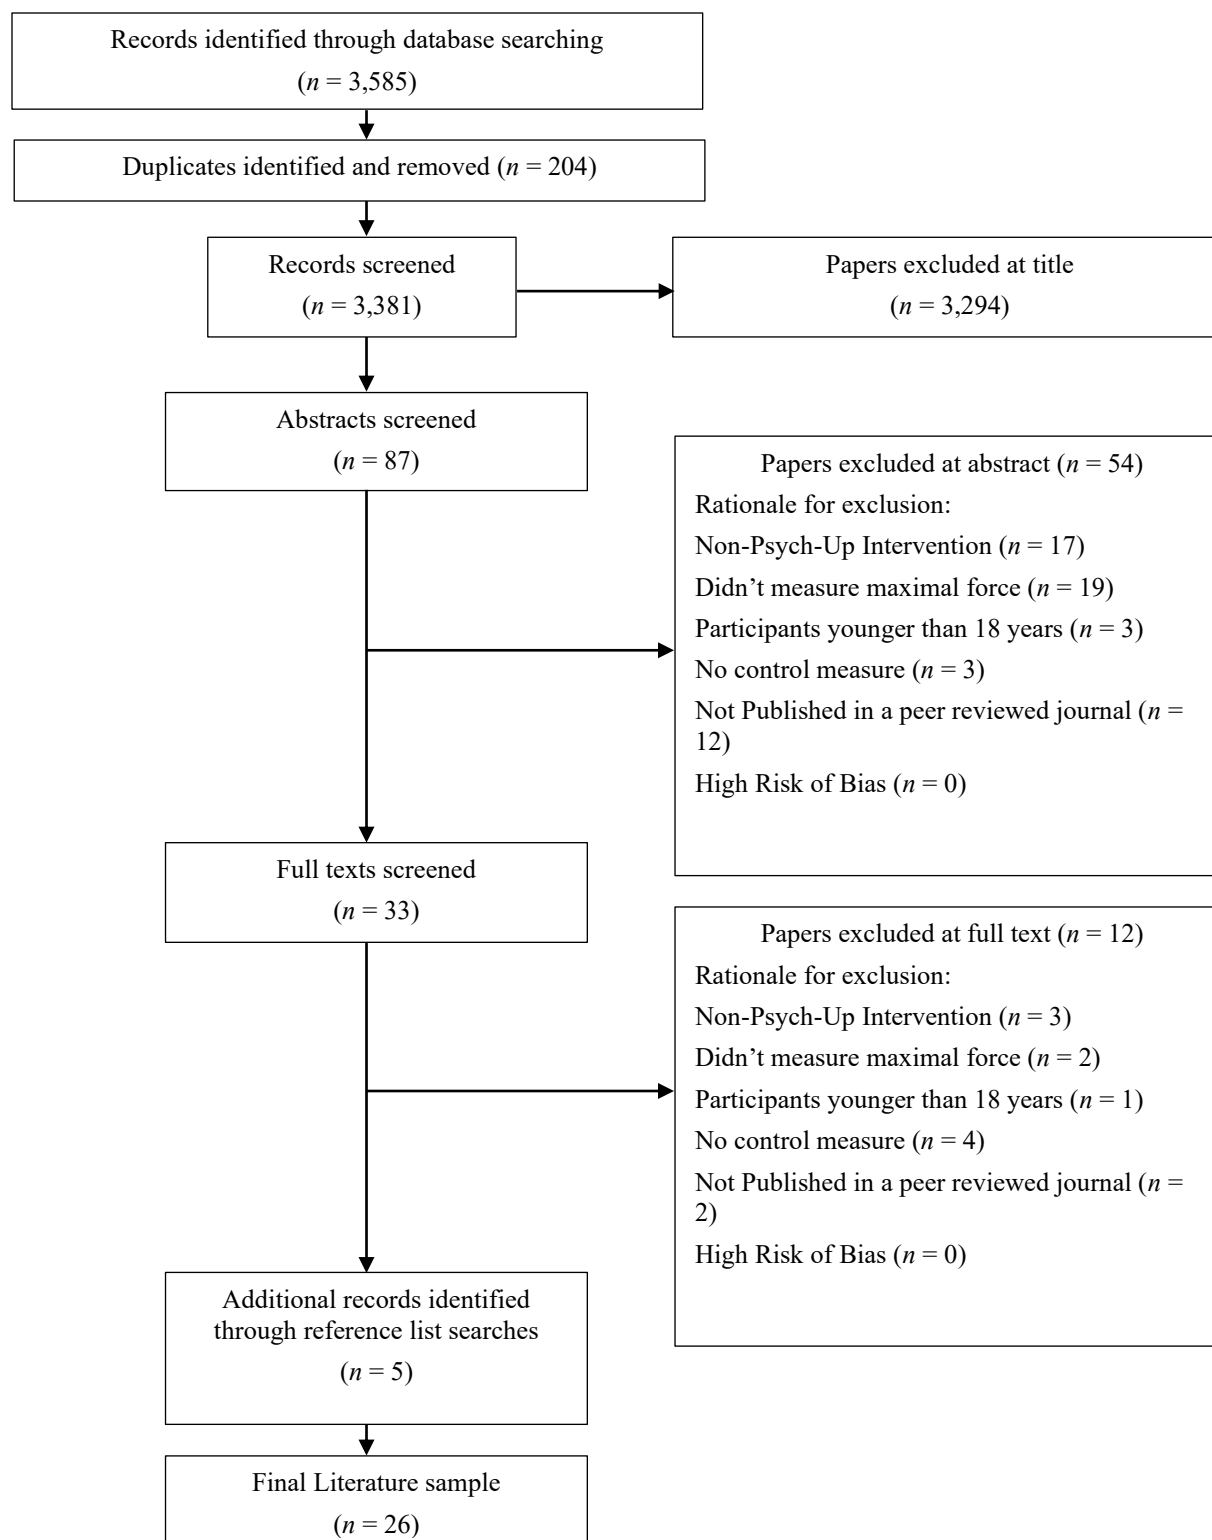 Records identified through database searching
(n = 3,585)
Duplicates identified and removed (n = 204)
Records screened
(n = 3,381)
Papers excluded at title
(n = 3,294)
Abstracts screened
(n = 87)
Papers excluded at abstract (n = 54)
Rationale for exclusion:
Non-Psych-Up Intervention (n = 17)
Didn’t measure maximal force (n = 19)
Participants younger than 18 years (n = 3)
No control measure (n = 3)
Not Published in a peer reviewed journal (n =
12)
High Risk of Bias (n = 0)
Full texts screened
(n = 33)
Papers excluded at full text (n = 12)
Rationale for exclusion:
Non-Psych-Up Intervention (n = 3)
Didn’t measure maximal force (n = 2)
Participants younger than 18 years (n = 1)
No control measure (n = 4)
Not Published in a peer reviewed journal (n =
2)
High Risk of Bias (n = 0)
Additional records identified
through reference list searches
(n = 5)
Final Literature sample
(n = 26)